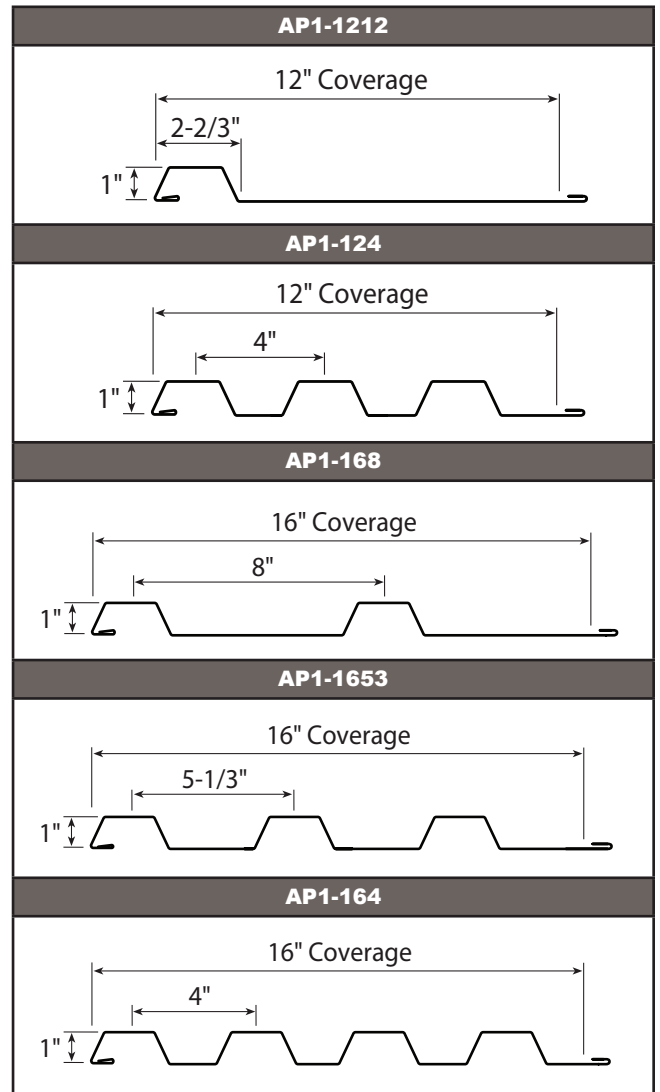 AP1-1212
12" Coverage
2-2/3"
1"
AP1-124
12" Coverage
4"
1"
AP1-168
16" Coverage
8"
1"
AP1-1653
16" Coverage
5-1/3"
1"
AP1-164
16" Coverage
4"
1"